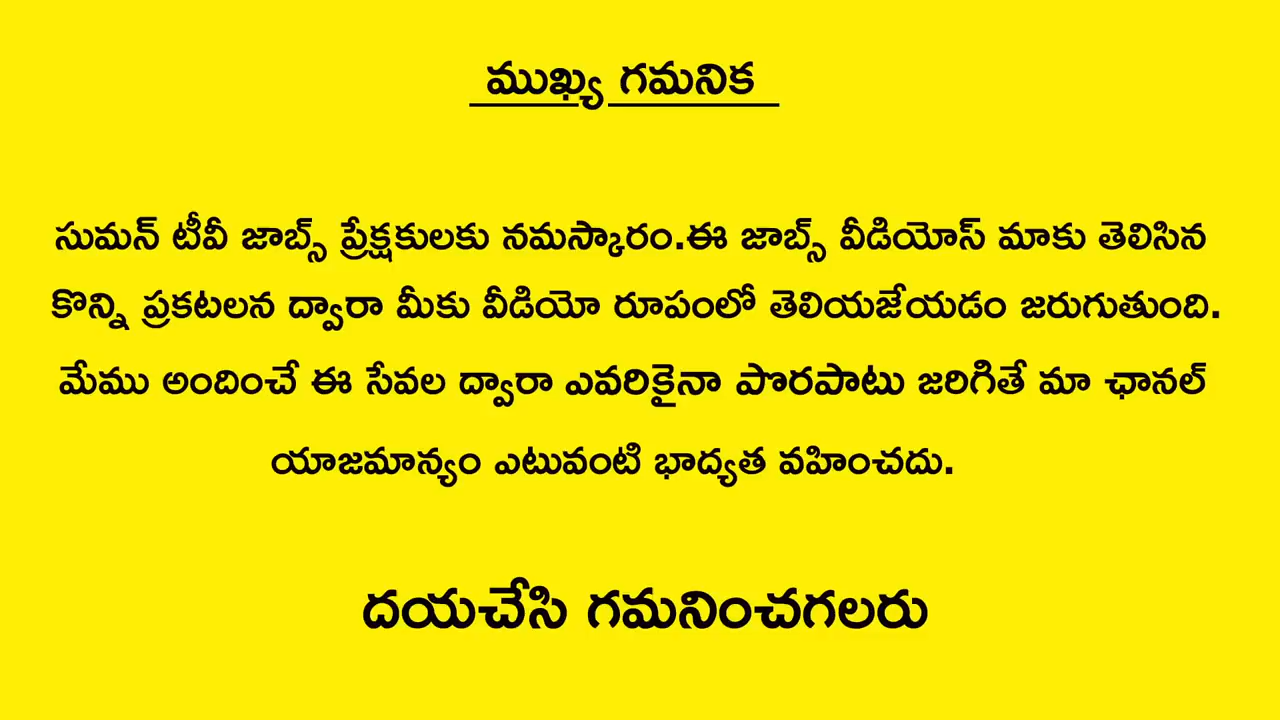 ముఖ్య గమనిక
సుమన్ టీవీ జాబ్స్ ప్రేక్షకులకు నమస్కారం.ఈ జాబ్స్ వీడియోస్ మాకు తెలిసిన
కొన్ని ప్రకటలన ద్వారా మీకు వీడియో రూపంలో తెలియజేయడం జరుగుతుంది.
మేము అందించే ఈ సేవల ద్వారా ఎవరికైనా పొరపాటు జరిగితే మా ఛానల్
యాజమాన్యం ఎటువంటి భాద్యత వహించదు.
దయచేసి గమనించగలరు